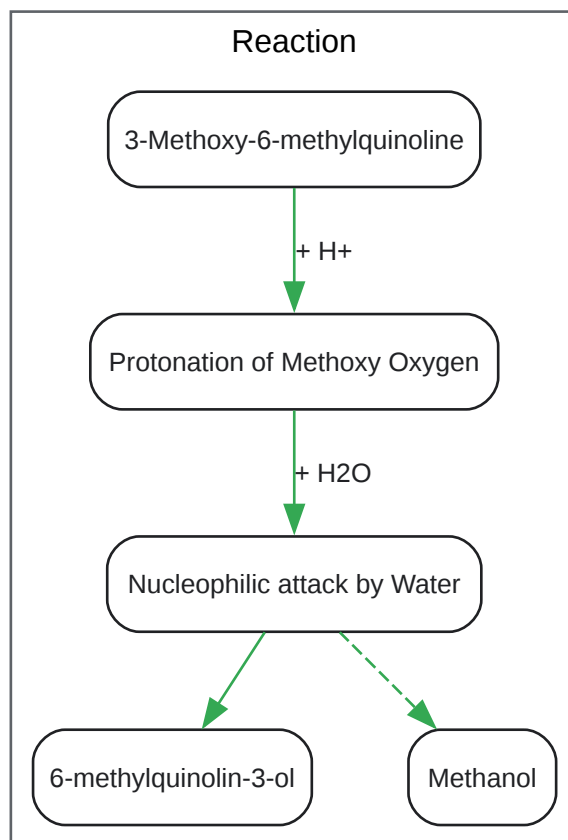 Reaction
3-Methoxy-6-methylquinoline
+ H+
Protonation of Methoxy Oxygen
+ H2O
Nucleophilic attack by Water
6-methylquinolin-3-ol
Methanol